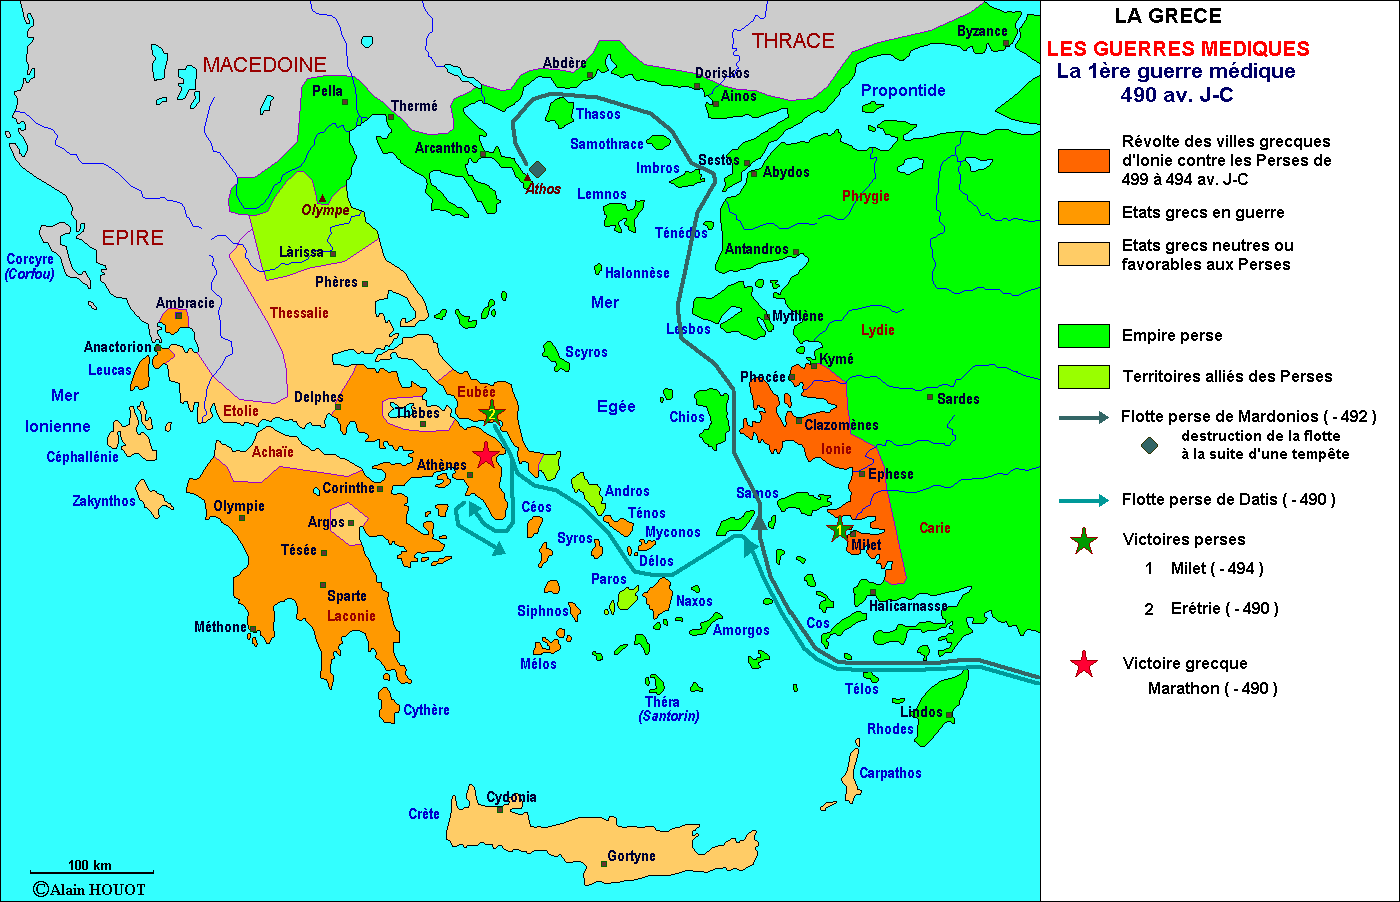 LA GRECE
LES GUERRES MEDIQUES
La 1ère guerre médique
490 av. J-C
Révolte des villes grecques
d'Ionie contre les Perses de
499 à 494 av. J-C
Etats grecs en guerre
Etats grecs neutres ou
favorables aux Perses
Empire perse
Territoires alliés des Perses
Flotte perse de Mardonios ( - 492 )
destruction de la flotte
à la suite d'une tempête
Flotte perse de Datis ( - 490 )
Victoires perses
1 Milet ( - 494 )
2 Erétrie ( - 490 )
Victoire grecque
Marathon ( - 490 )
Byzance
THRACE
MACEDOINE
Abdère
Doriskos
Pella
Thermé
Ainos
Propontide
Thasos
Samothrace
Arcanthos
Sestos
Imbros
Abydos
Athos
Lemnos
Phrygie
Olympe
Ténédos
EPIRE
Làrissa
Antandros
Corcyre
(Corfou)
Halonnèse
Phères
Mer
Ambracie
Thessalie
Mytilène
Lesbos
Lydie
Anactorion
Scyros
Kymé
Leucas
Phocée
Eubée
Mer
Delphes
Sardes
Egée
Etolie
Thèbes
2
Chios
Ionienne
Clazomènes
Céphallénie
Achaïe
Ionie
Athènes
Ephese
Corinthe
Andros
Samos
Zakynthos
Olympie
Céos
Ténos
Argos
Myconos
Carie
1
Syros
Milet
Tésée
Délos
Paros
Sparte
Naxos
Halicarnasse
Siphnos
Laconie
Cos
Méthone
Amorgos
Mélos
Télos
Théra
(Santorin)
Cythère
Lindos
Rhodes
Carpathos
Cydonia
Crète
Gortyne
100 km
©Alain HOUOT